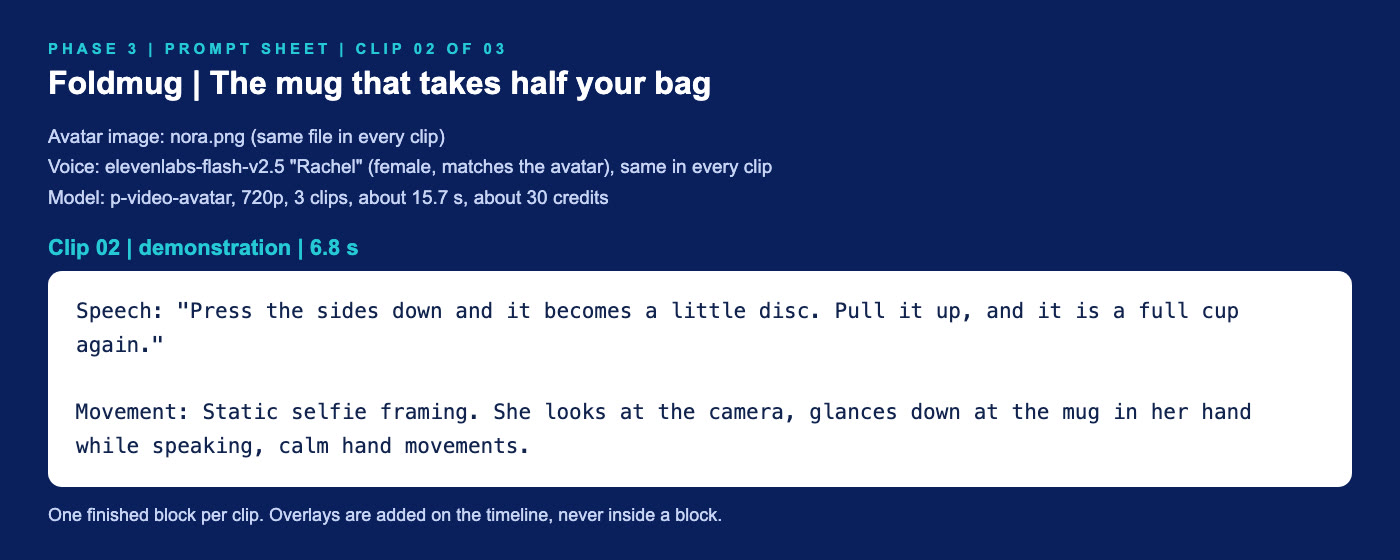 PHASE 3 | PROMPT SHEET | CLIP 02 OF 03
Foldmug | The mug that takes half your bag
Avatar image: nora.png (same file in every clip)
Voice: elevenlabs-flash-v2.5 "Rachel" (female, matches the avatar), same in every clip
Model: p-video-avatar, 720p, 3 clips, about 15.7 s, about 30 credits
Clip 02 | demonstration | 6.8 s
Speech: "Press the sides down and it becomes a little disc. Pull it up, and it is a full cup
again."
Movement: Static selfie framing. She looks at the camera, glances down at the mug in her hand
while speaking, calm hand movements.
One finished block per clip. Overlays are added on the timeline, never inside a block.